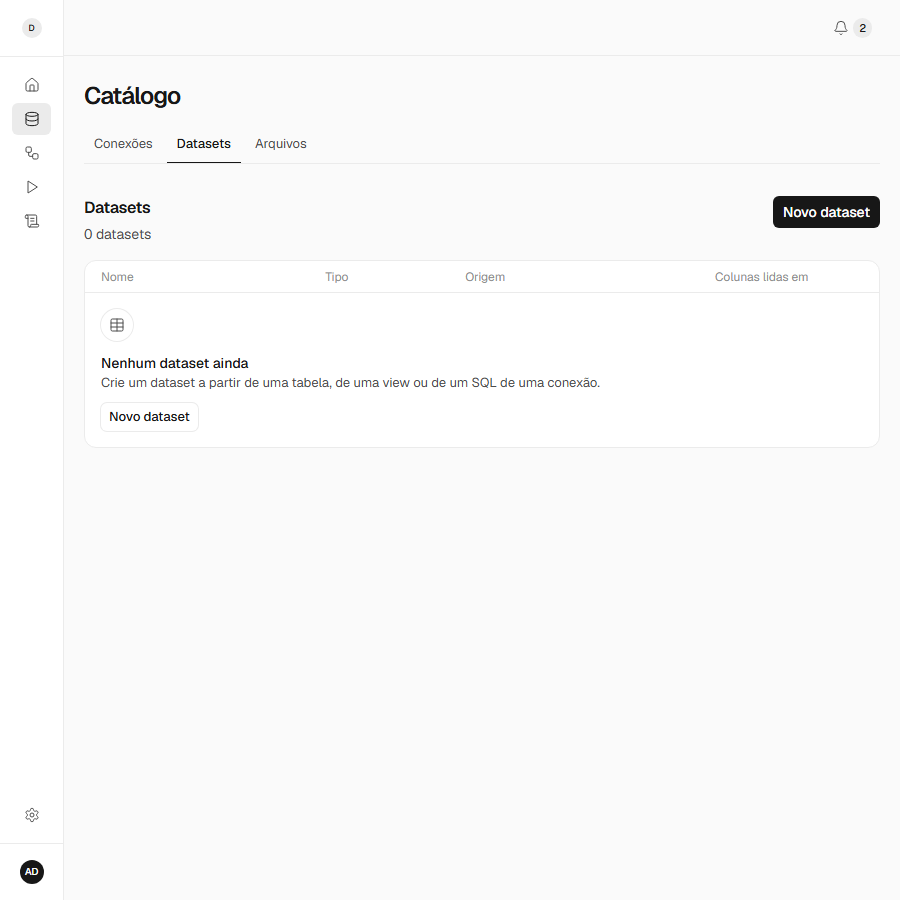 D
2
Catálogo
Conexões
Datasets
Arquivos
Datasets
0 datasets
Novo dataset
Nome
Tipo
Origem
Colunas lidas em
Nenhum dataset ainda
Crie um dataset a partir de uma tabela, de uma view ou de um SQL de uma conexão.
Novo dataset
AD